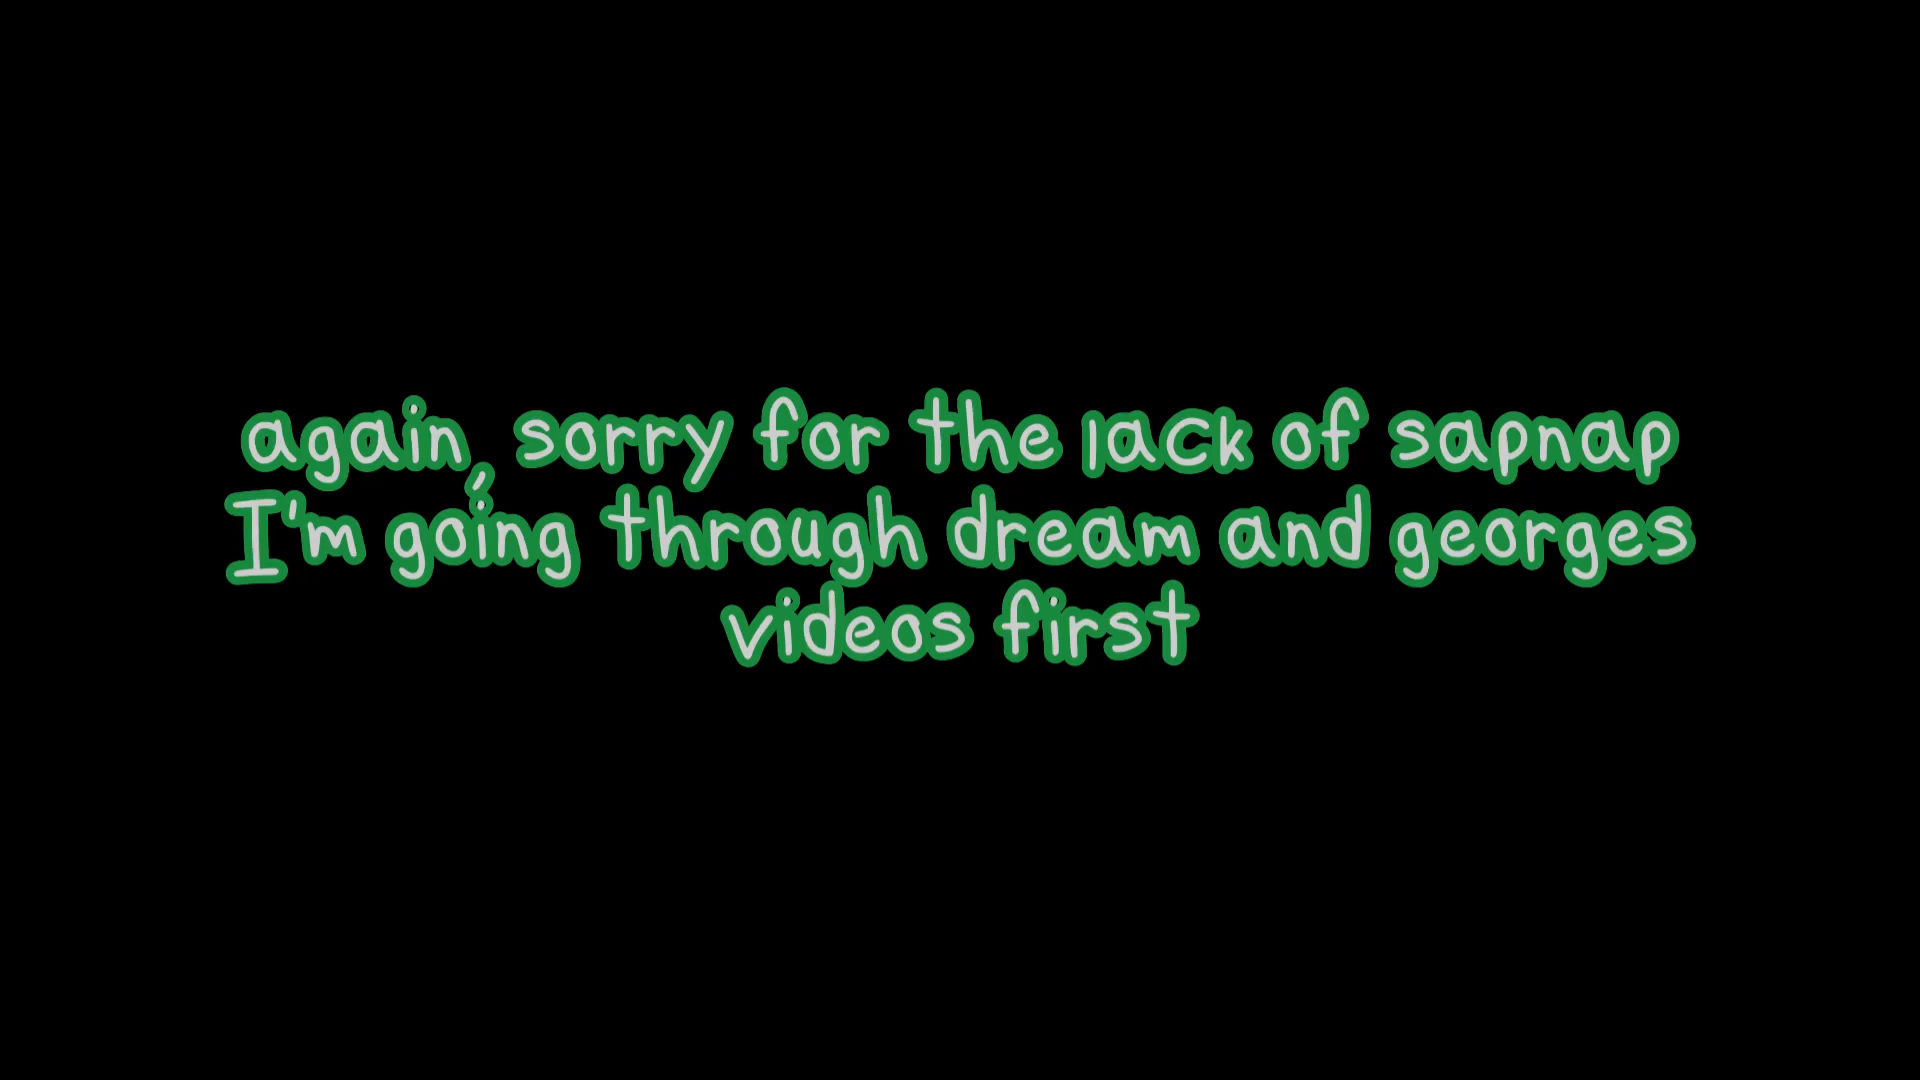 again, sorry for the lack of sapnap
I'm going through dream and georges
videos first